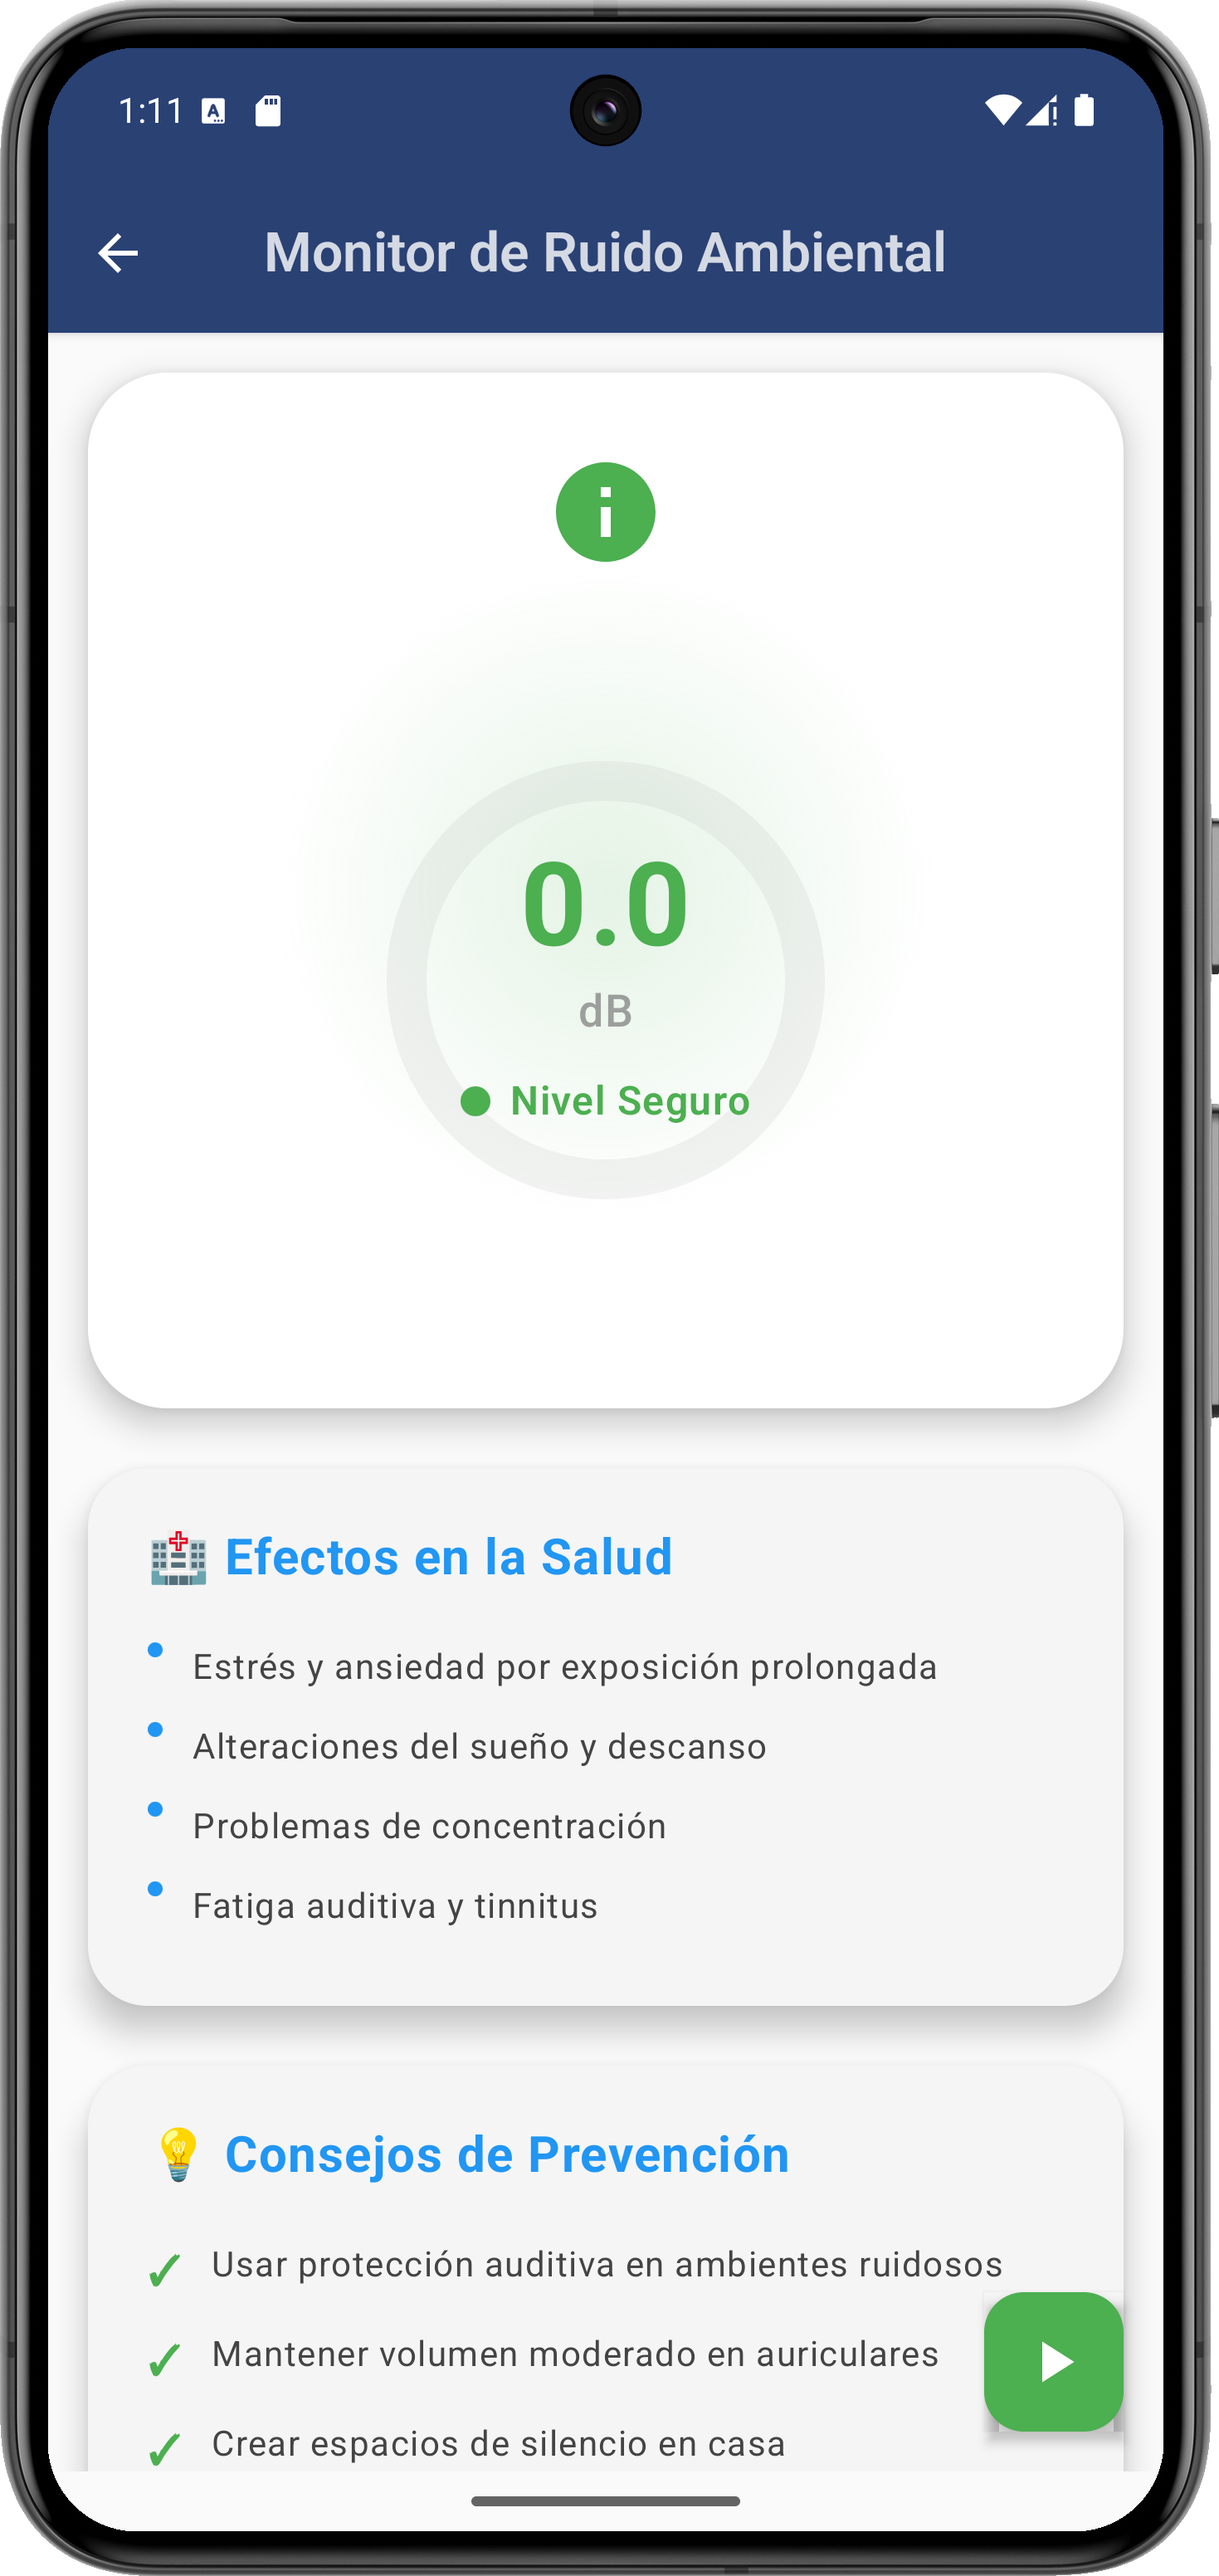 1:11
Monitor de Ruido Ambiental
0.0
dB
Nivel Seguro
Efectos en la Salud
Estrés y ansiedad por exposición prolongada
Alteraciones del sueño y descanso
Problemas de concentración
Fatiga auditiva y tinnitus
Consejos de Prevención
Usar protección auditiva en ambientes ruidosos
Mantener volumen moderado en auriculares
Crear espacios de silencio en casa